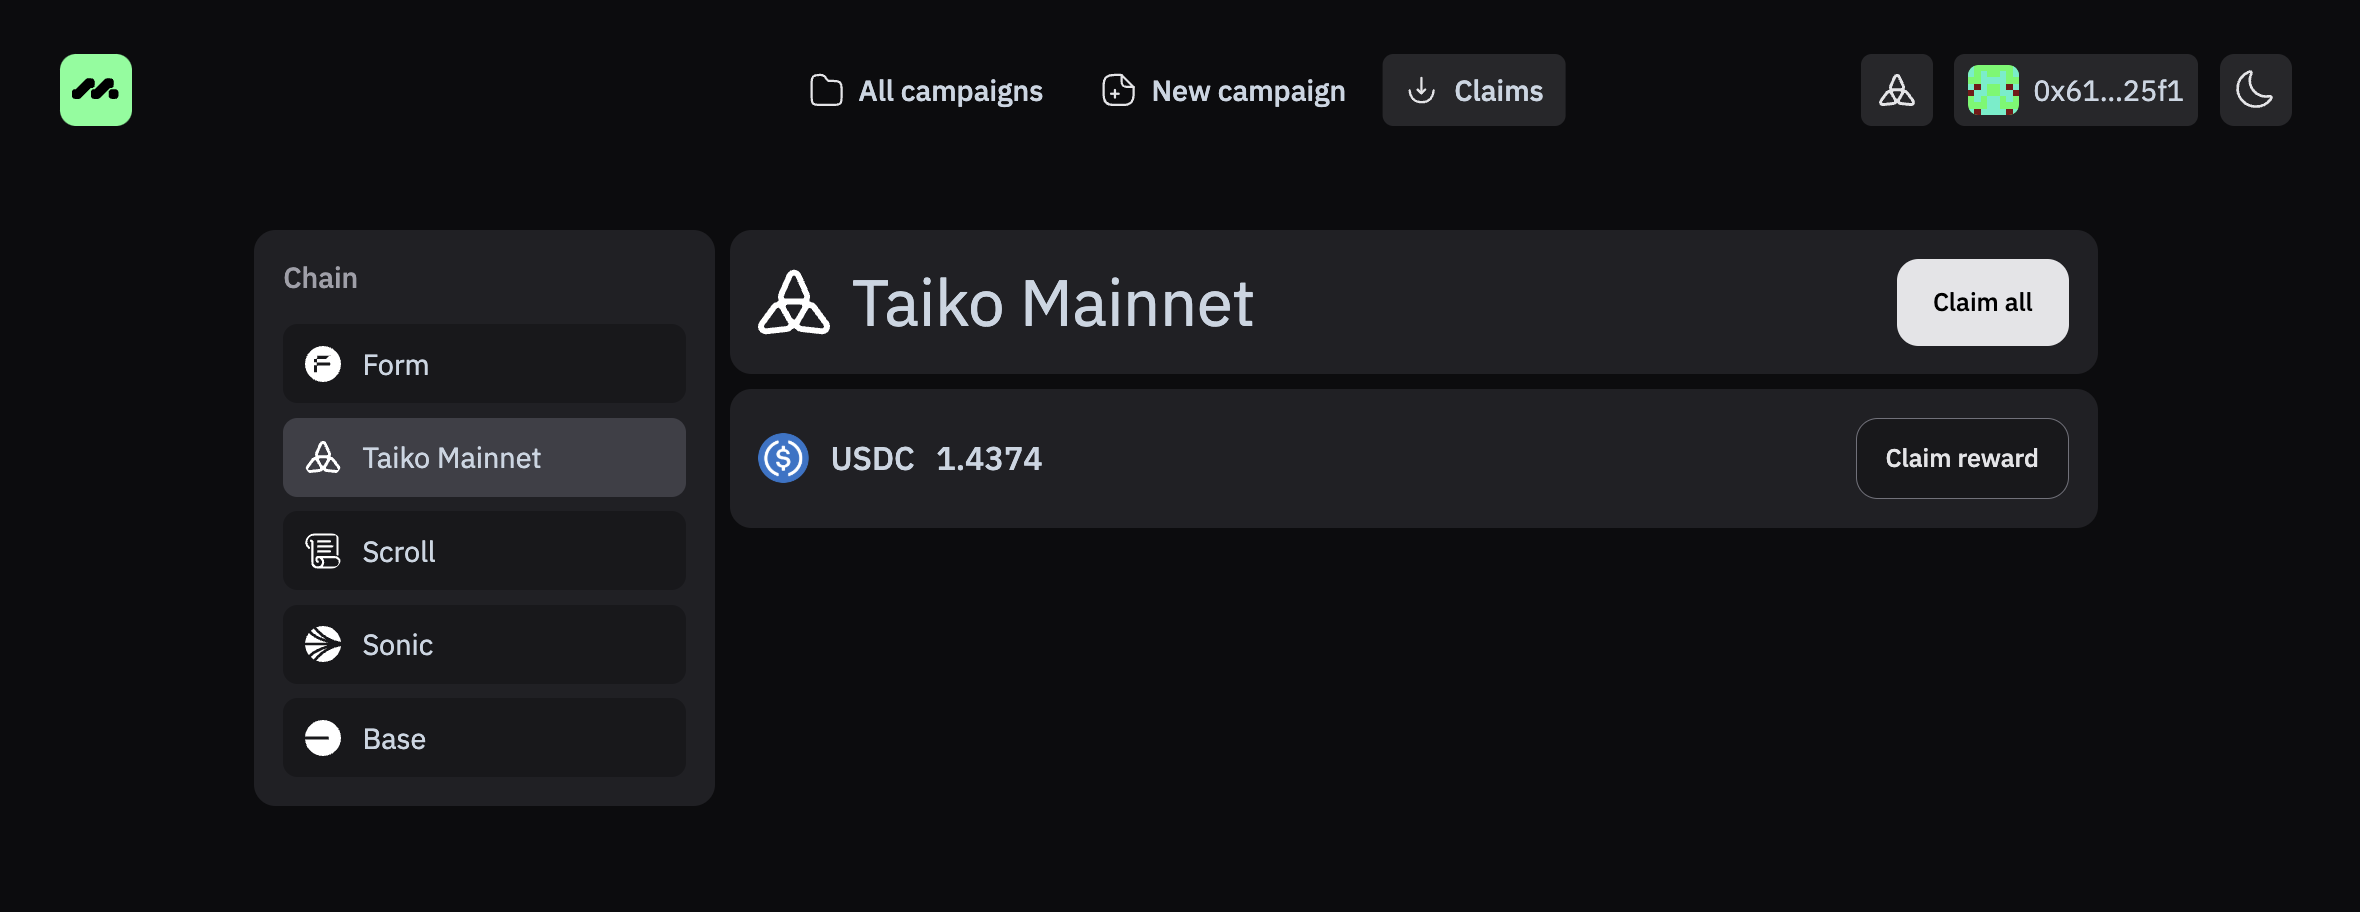 All campaigns
New campaign
Claims
0x61...25f1
Chain
Form
Taiko Mainnet
Scroll
Sonic
Base
Taiko Mainnet
Claim all
USDC 1.4374
Claim reward